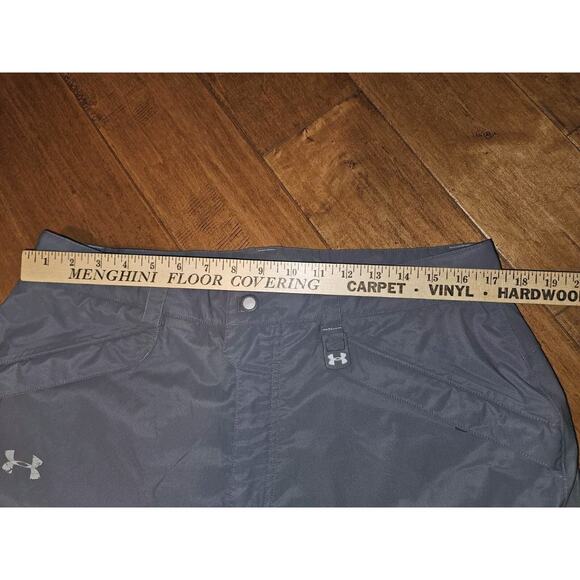 1 2 3 4 5 6 7 8 9 10 11 12 13 14 15 16 17 18 19 2
MENGHINI FLOOR COVERING CARPET · VINYL · HARDWOO